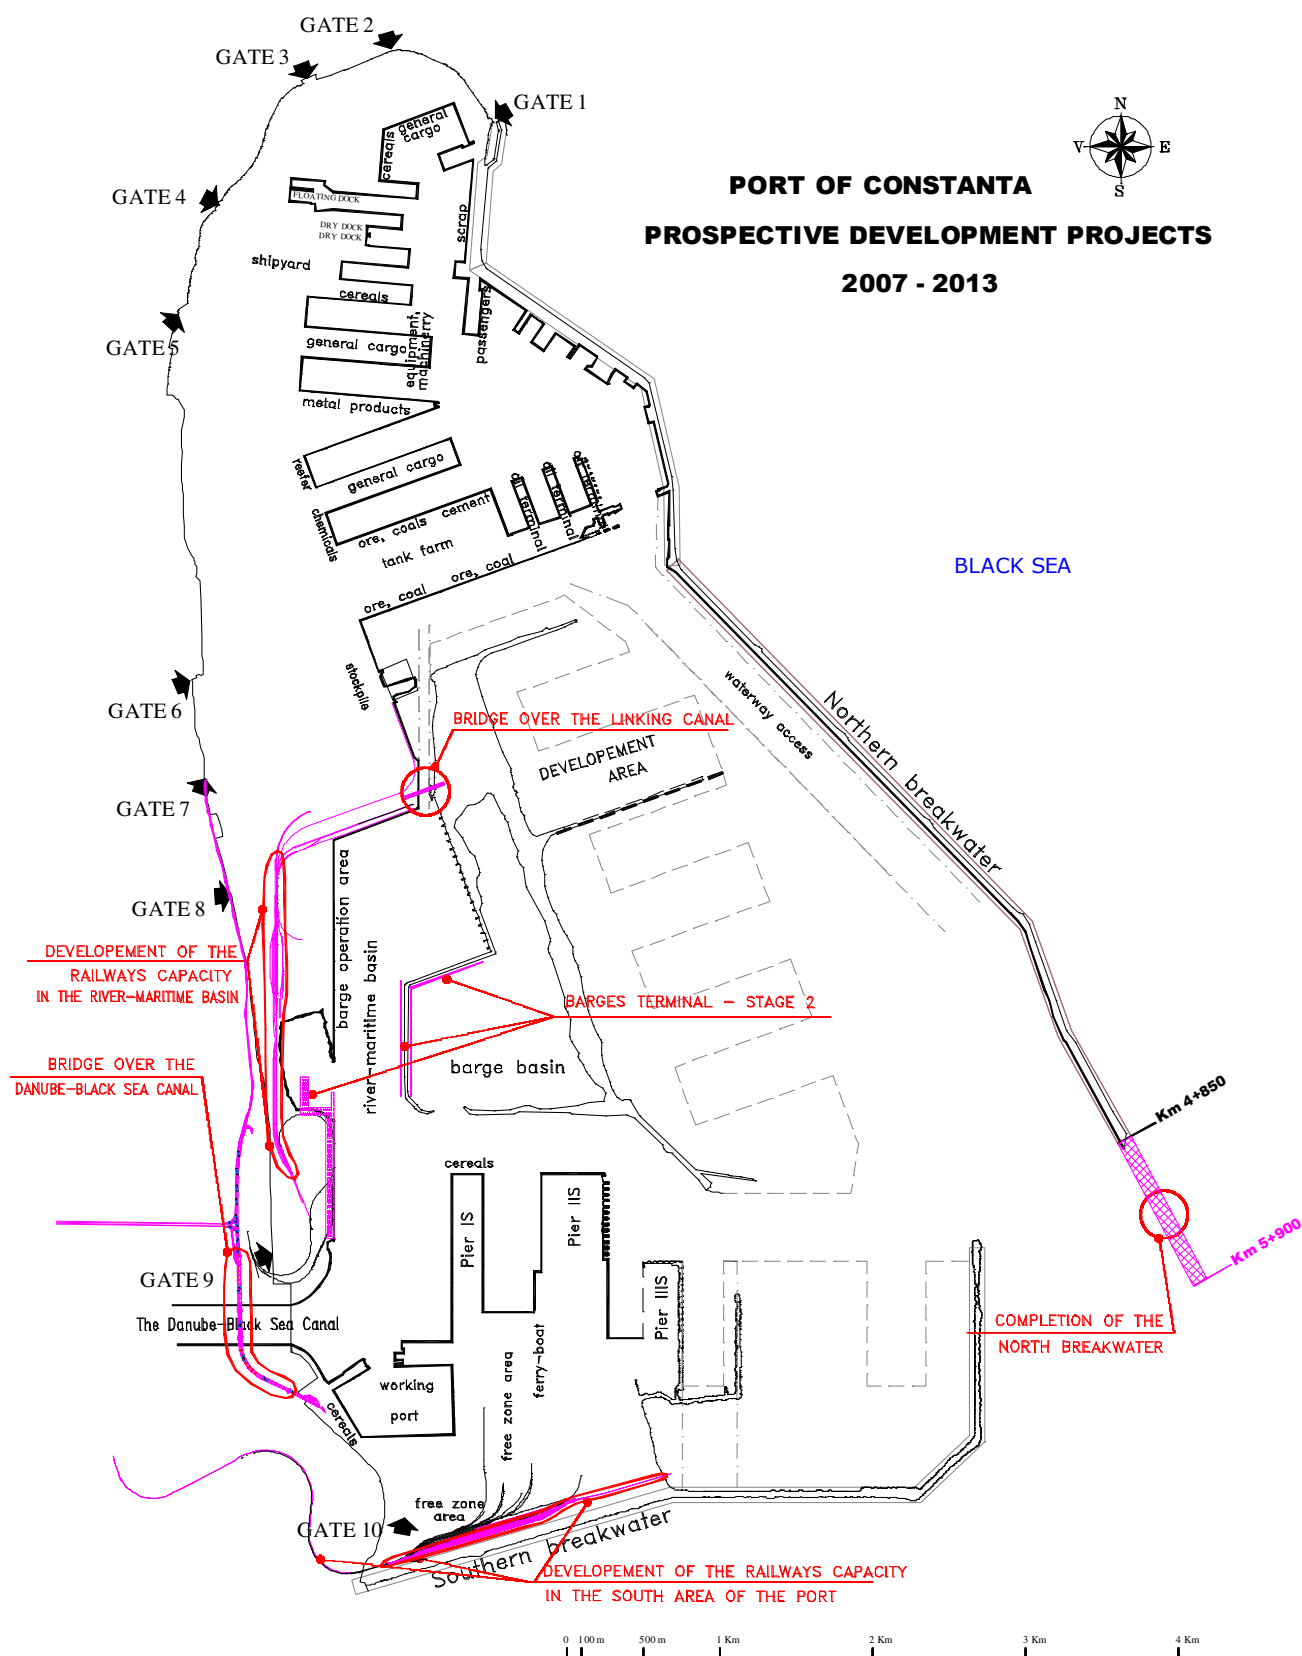 GATE 2
GATE 3
GATE 1
GATE 4
GATE 5
N
V
E
S
PORT OF CONSTANTA
PROSPECTIVE DEVELOPMENT PROJECTS
2007 - 2013
general
cargo
cereals
FLOATING DOCK
DRY DOCK
DRY DOCK
scrap
shipyard
cereals
passengers
equipment,
machinerry
general cargo
metal products
reefer
general cargo
chemicals
ore, coals cement
oil terminal
oil terminal
oil terminal
tank farm
ore, coal
ore, coal
BLACK SEA
stockpile
GATE 6
waterway access
Northern breakwater
BRIDGE OVER THE LINKING CANAL
DEVELOPEMENT
AREA
GATE 7
GATE 8
barge operation area
river-maritime basin
DEVELOPEMENT OF THE
RAILWAYS CAPACITY
IN THE RIVER-MARITIME BASIN
BARGES TERMINAL - STAGE 2
BRIDGE OVER THE
DANUBE-BLACK SEA CANAL
barge basin
Km 4+850
Km 5+900
cereals
Pier IS
Pier IIS
Pier IIIS
GATE 9
The Danube-Black Sea Canal
COMPLETION OF THE
NORTH BREAKWATER
working
port
cereals
free zone area
ferry-boat
free zone
area
GATE 10
Southern breakwater
DEVELOPEMENT OF THE RAILWAYS CAPACITY
IN THE SOUTH AREA OF THE PORT
0 100 m 500 m 1 Km 2 Km 3 Km 4 Km